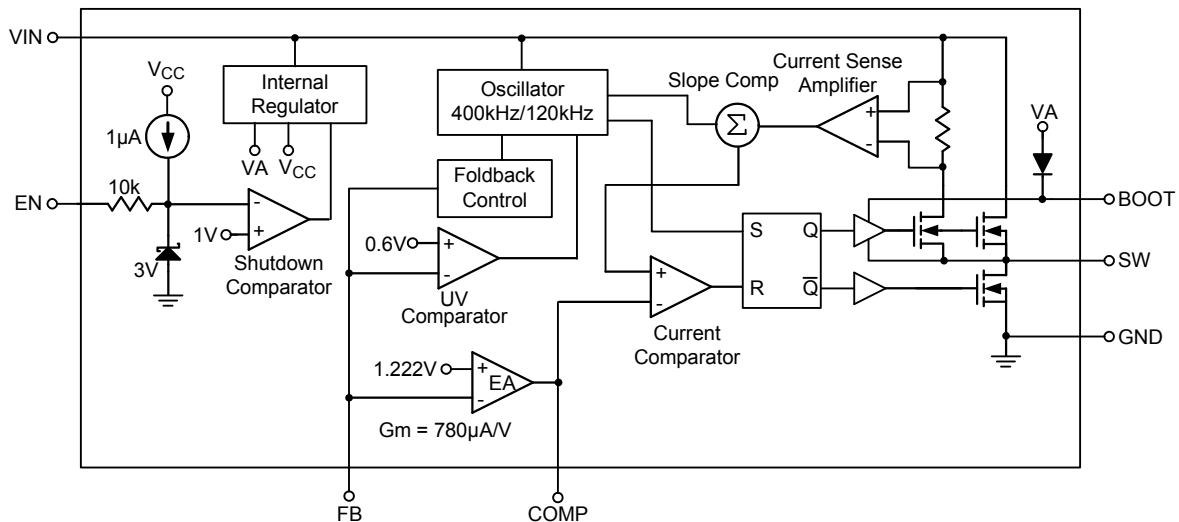 VIN
VCC
1µA
10k
EN
3V
Internal
Regulator
VA
VCC
-
1V
+
Shutdown
Comparator
Oscillator
400kHz/120kHz
Foldback
Control
0.6V
+
-
UV
Comparator
1.222V
+
EA
-
Gm = 780µA/V
FB
COMP
Slope Comp
Σ
Current Sense
Amplifier
+
-
+
-
Current
Comparator
S
Q
R
Q̅
VA
BOOT
SW
GND